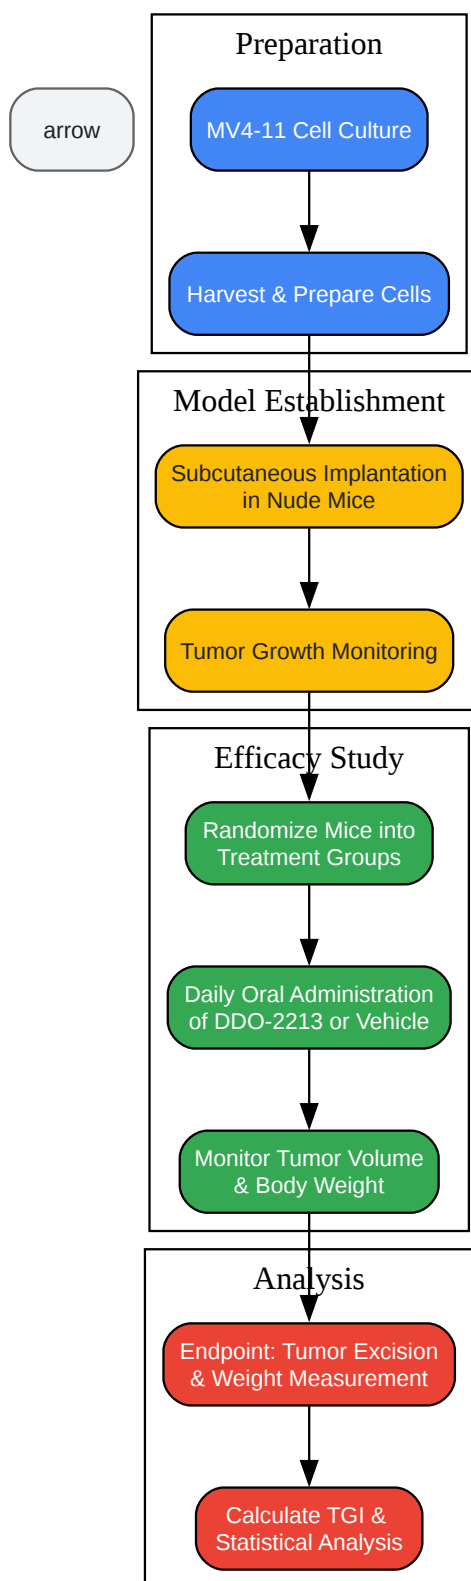 Preparation
arrow
MV4-11 Cell Culture
Harvest & Prepare Cells
Model Establishment
Subcutaneous Implantation
in Nude Mice
Tumor Growth Monitoring
Efficacy Study
Randomize Mice into
Treatment Groups
Daily Oral Administration
of DDO-2213 or Vehicle
Monitor Tumor Volume
& Body Weight
Analysis
Endpoint: Tumor Excision
& Weight Measurement
Calculate TGI &
Statistical Analysis